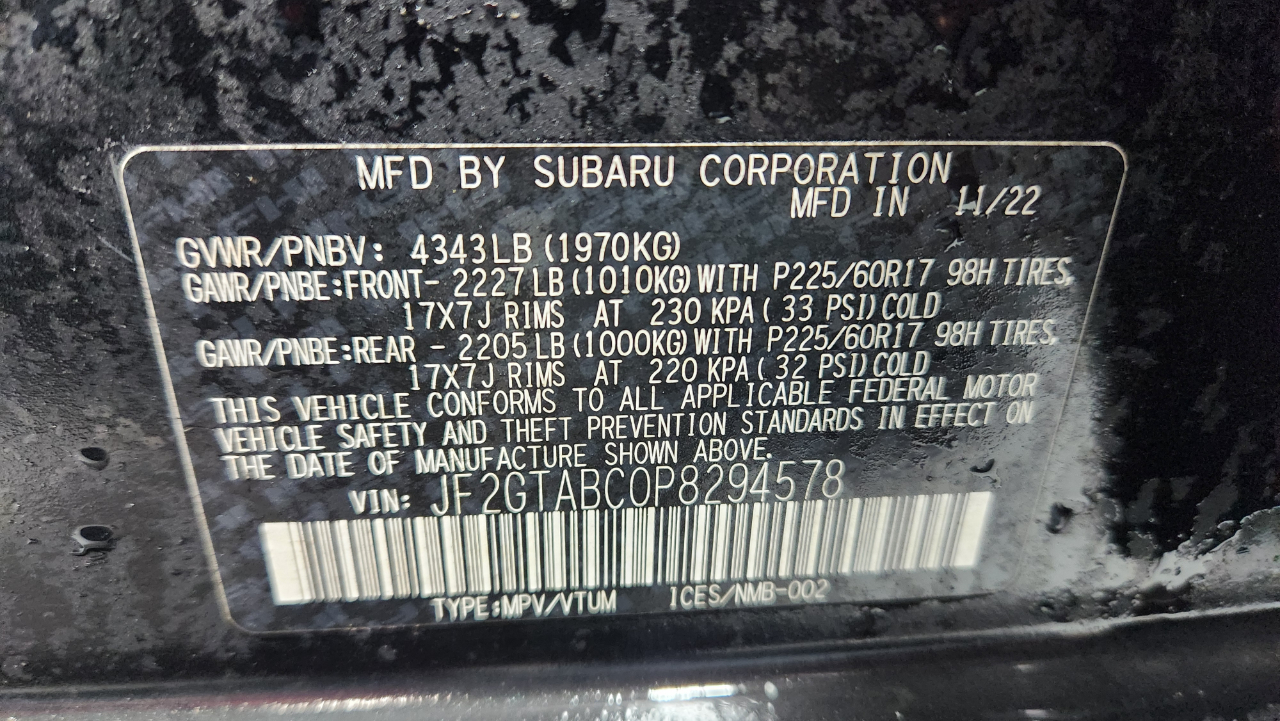 MFD BY SUBARU CORPORATION
MFD IN 11/22
GVWR/PNBV: 4343LB (1970KG)
GAWR/PNBE:FRONT- 2227LB (1010KG) WITH P225/60R17 98H TIRES,
17X7J RIMS AT 230 KPA ( 33 PSI) COLD
GAWR/PNBE:REAR - 2205LB (1000KG) WITH P225/60R17 98H TIRES,
17X7J RIMS AT 220 KPA ( 32 PSI) COLD
THIS VEHICLE CONFORMS TO ALL APPLICABLE FEDERAL MOTOR
VEHICLE SAFETY AND THEFT PREVENTION STANDARDS IN EFFECT ON
THE DATE OF MANUFACTURE SHOWN ABOVE.
VIN: JF2GTABC0P8294578
TYPE:MPV/VTUM ICES/NMB-002